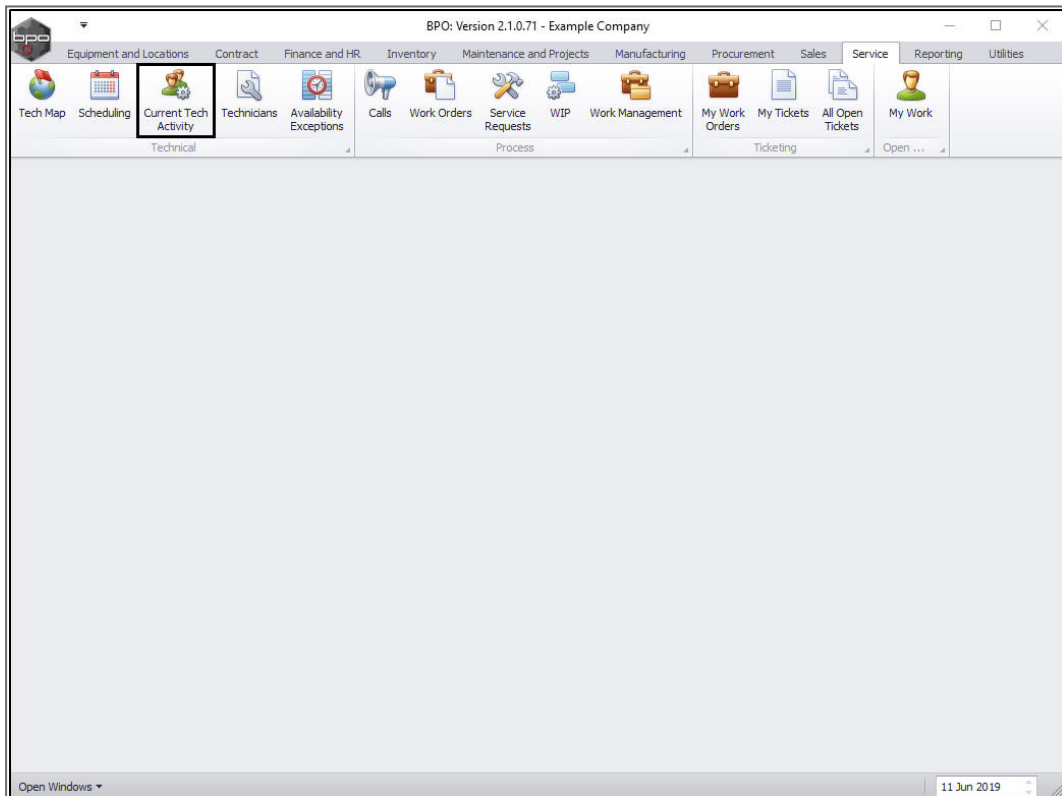 bpo
BPO: Version 2.1.0.71 - Example Company
Equipment and Locations Contract Finance and HR Inventory Maintenance and Projects Manufacturing Procurement Sales Service Reporting Utilities
Tech Map Scheduling Current Tech Technicians Availability Calls Work Orders Service WIP Work Management My Work My Tickets All Open My Work
Activity Exceptions Requests Orders Tickets
Technical Process Ticketing Open ...
Open Windows 11 Jun 2019